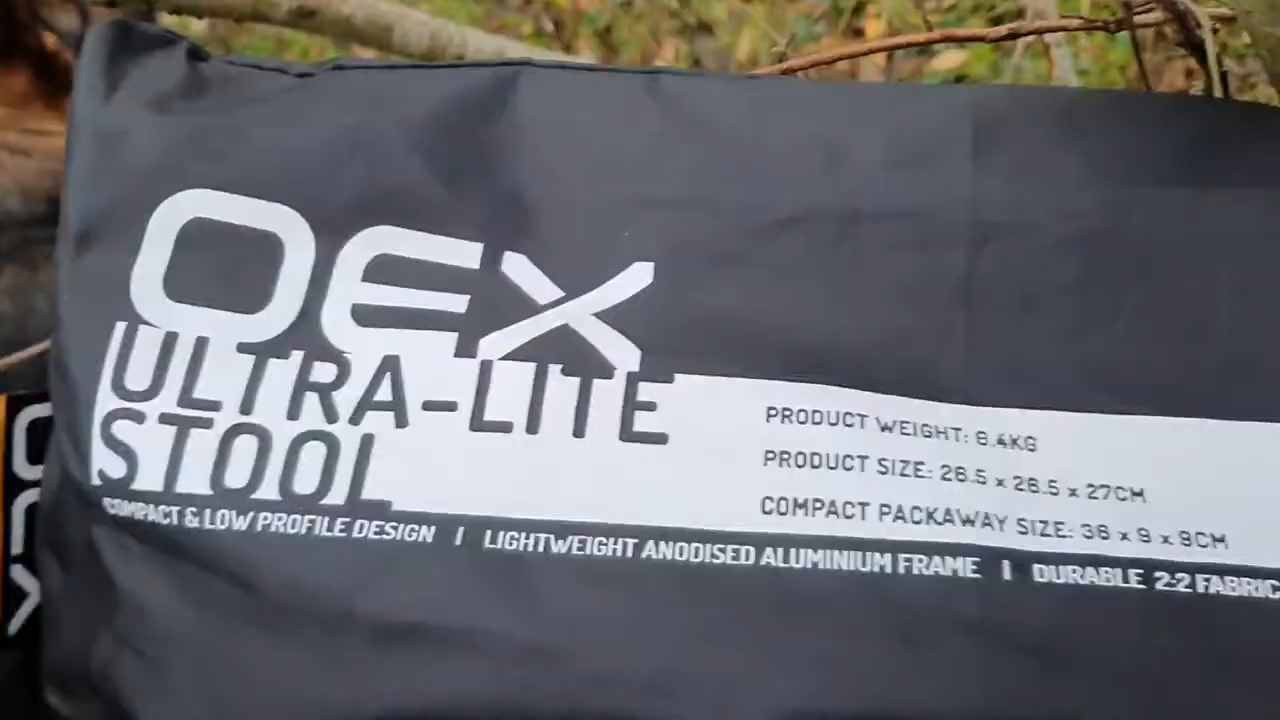 OEX
ULTRA-LITE
STOOL
PRODUCT WEIGHT: 0.4KG
PRODUCT SIZE: 26.5 x 26.5 x 27CM
COMPACT PACKAWAY SIZE: 36 x 9 x 9CM
COMPACT & LOW PROFILE DESIGN | LIGHTWEIGHT ANODISED ALUMINIUM FRAME | DURABLE 2:2 FABRIC
OEX